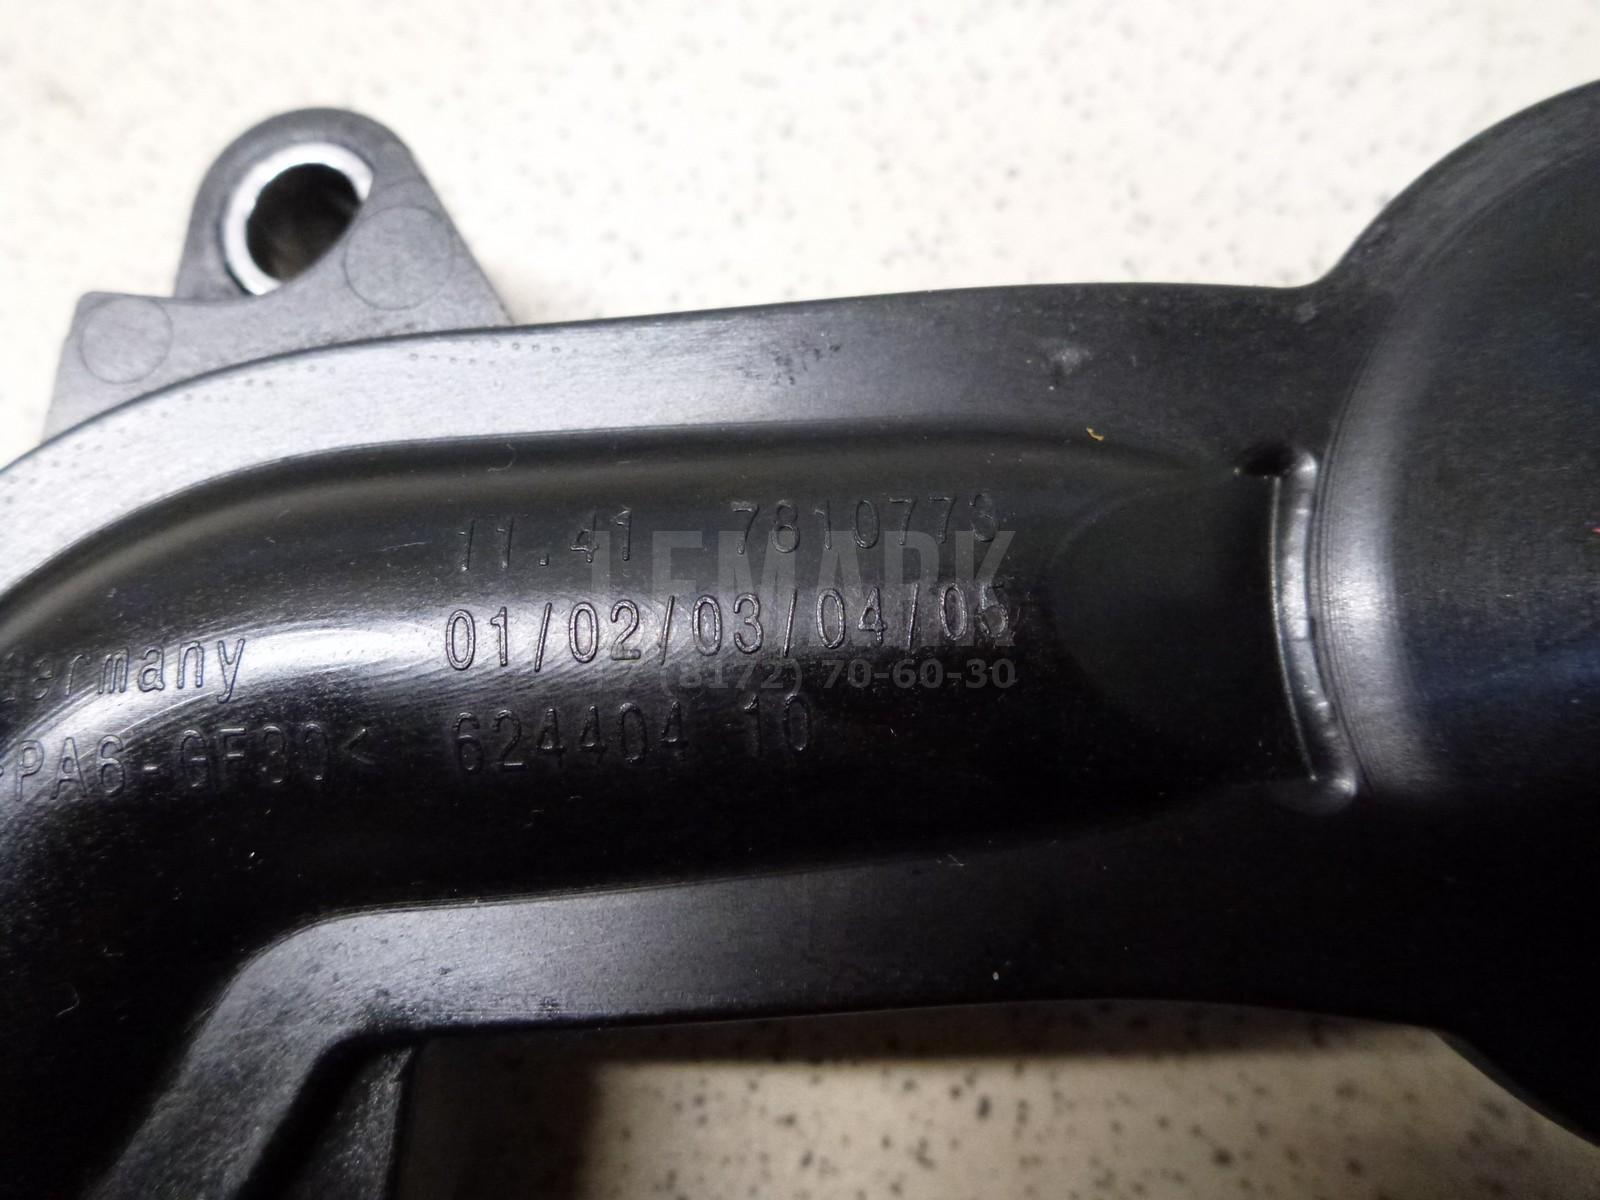 11.41 7810773
01/02/03/04/05
Germany
>PA6-GF30< 624404 10
LEMARK
(8172) 70-60-30